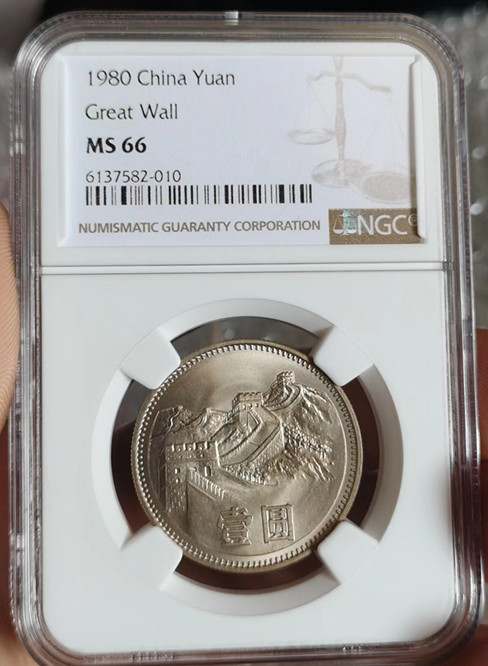 1980 China Yuan
Great Wall
MS 66
6137582-010
NUMISMATIC GUARANTY CORPORATION
NGC
壹圆